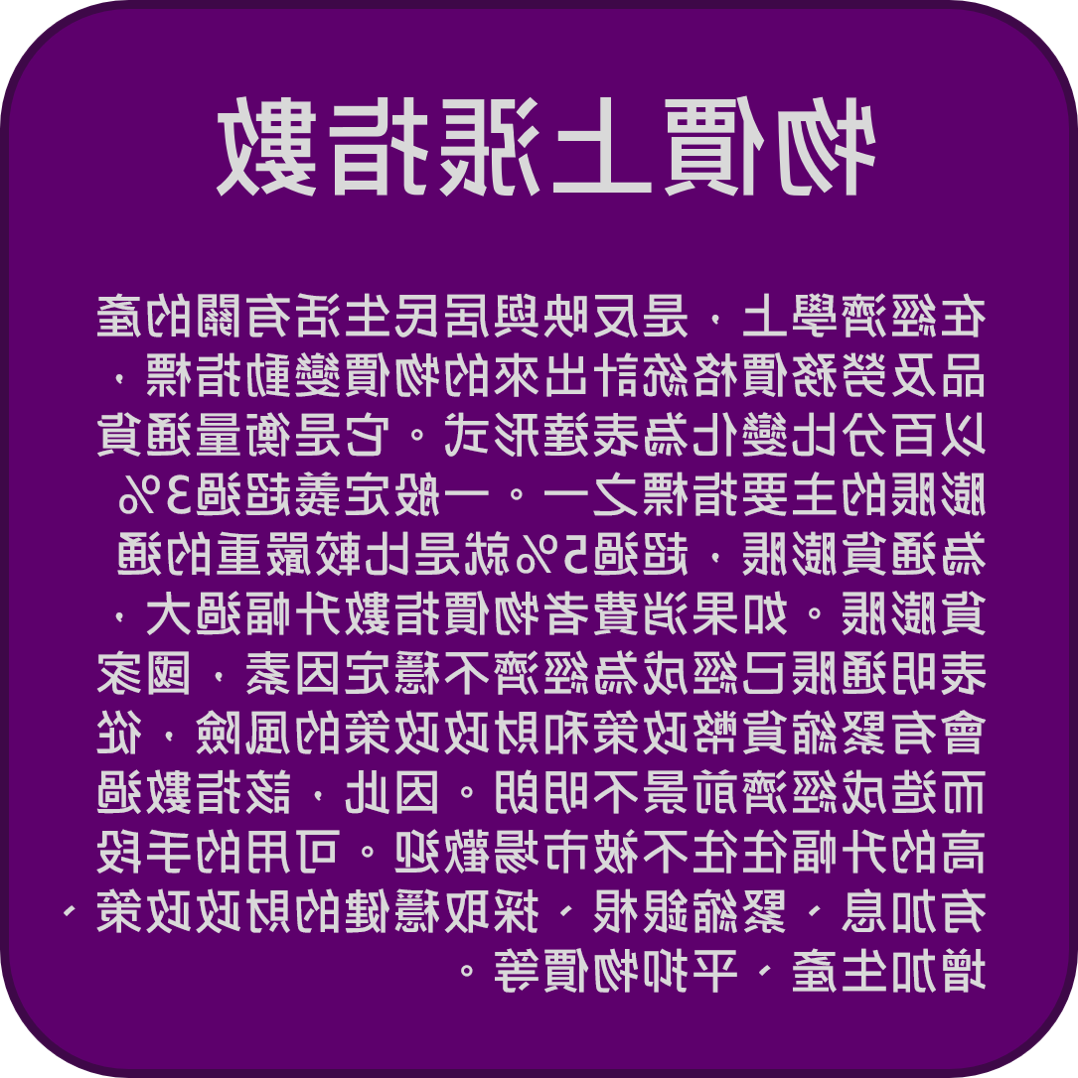 物價上漲指數
在經濟學上，是反映與居民生活有關的產
品及勞務價格統計出來的物價變動指標，
以百分比變化為表達形式。它是衡量通貨
膨脹的主要指標之一。一般定義超過3%
為通貨膨脹，超過5%就是比較嚴重的通
貨膨脹。如果消費者物價指數升幅過大，
表明通脹已經成為經濟不穩定因素，國家
會有緊縮貨幣政策和財政政策的風險，從
而造成經濟前景不明朗。因此，該指數過
高的升幅往往不被市場歡迎。可用的手段
有加息、緊縮銀根、採取穩健的財政政策、
增加生產、平抑物價等。